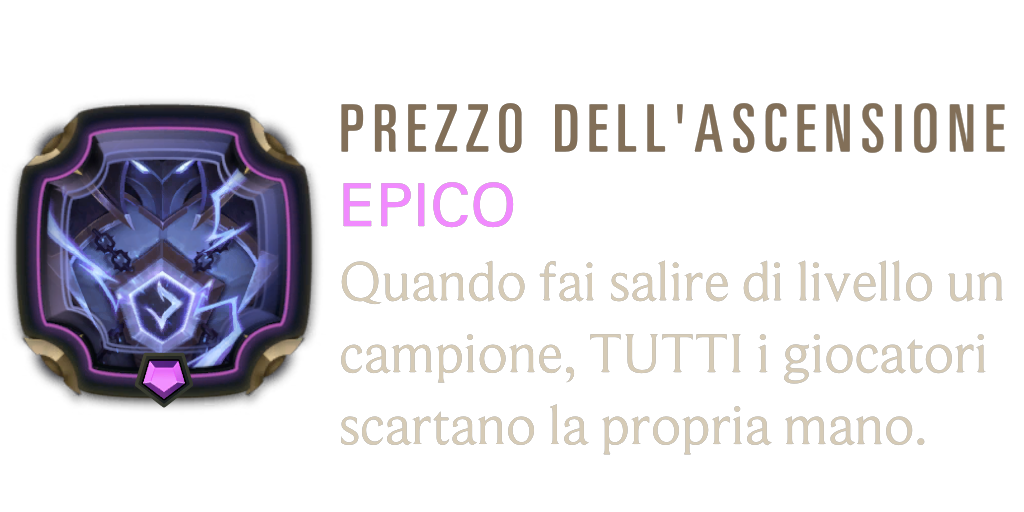 PREZZO DELL'ASCENSIONE
EPICO
Quando fai salire di livello un
campione, TUTTI i giocatori
scartano la propria mano.